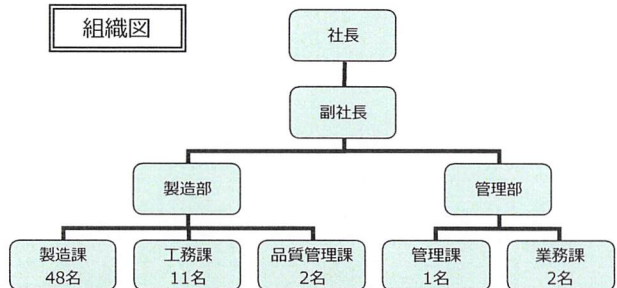 組織図
社長
副社長
製造部
管理部
製造課
48名
工務課
11名
品質管理課
2名
管理課
1名
業務課
2名